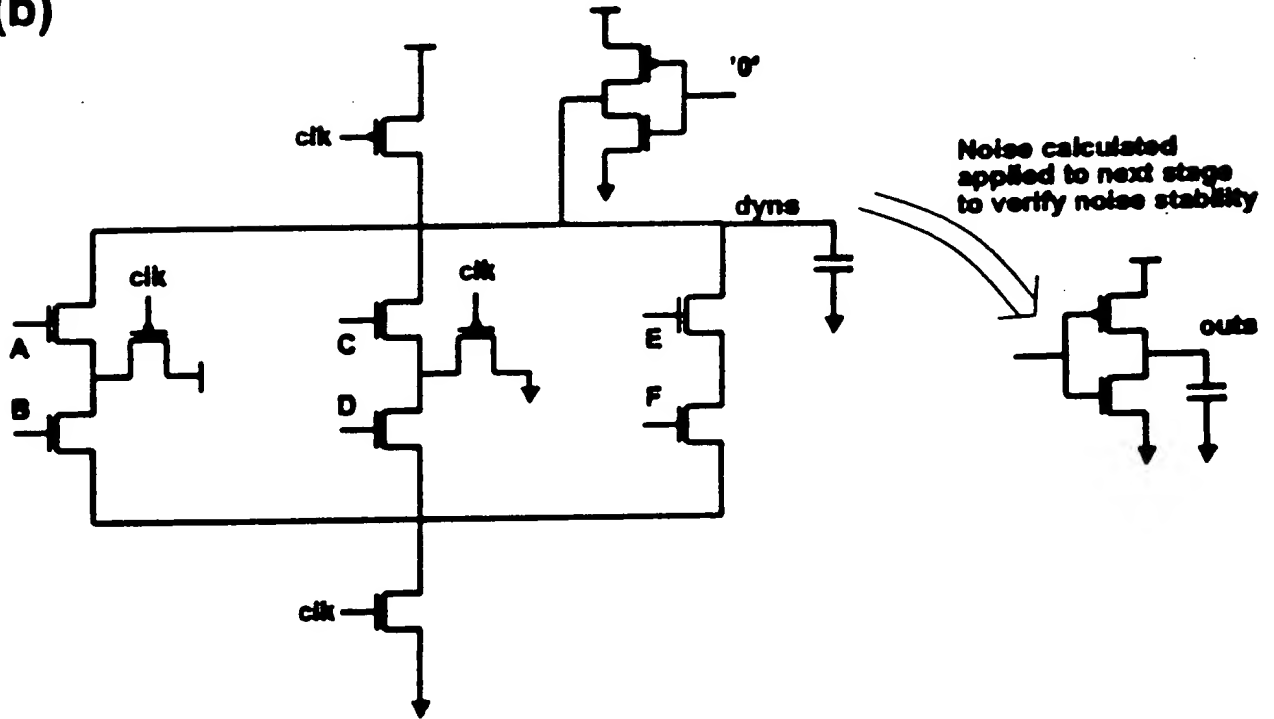 (b)
'0'
clk
Noise calculated
applied to next stage
to verify noise stability
dyns
clk
clk
outs
A
C
E
B
D
F
clk